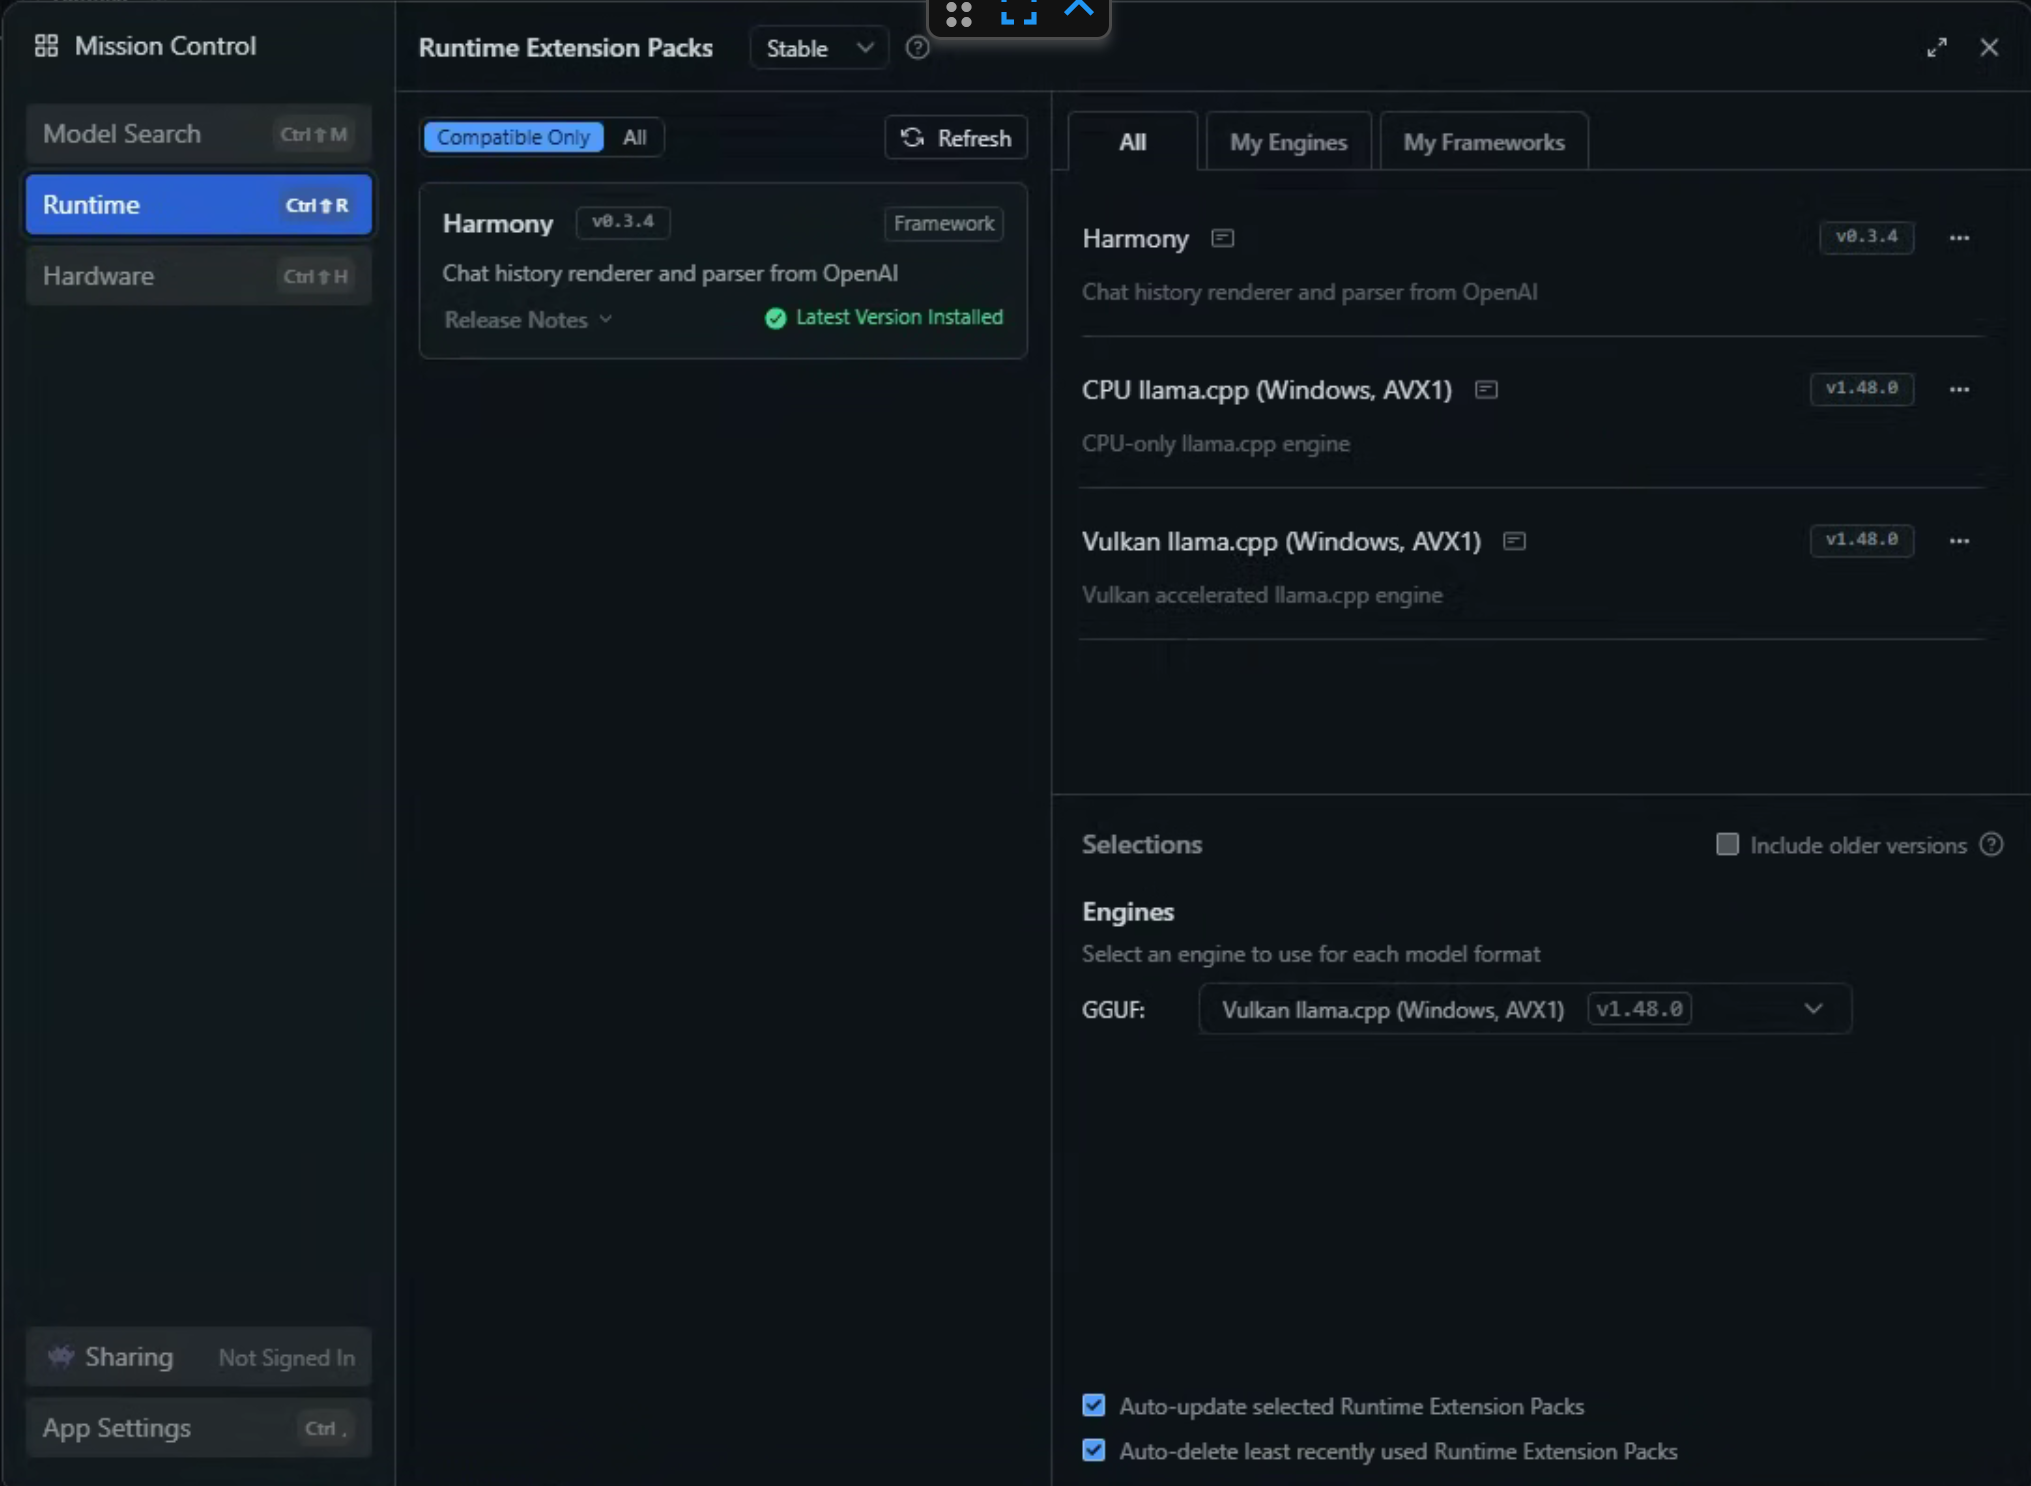 Mission Control
Model Search Ctrl⇧M
Runtime Ctrl⇧R
Hardware Ctrl⇧H
Sharing Not Signed In
App Settings Ctrl ,
Runtime Extension Packs Stable
Compatible Only All Refresh
Harmony v0.3.4 Framework
Chat history renderer and parser from OpenAI
Release Notes Latest Version Installed
All My Engines My Frameworks
Harmony v0.3.4
Chat history renderer and parser from OpenAI
CPU llama.cpp (Windows, AVX1) v1.48.0
CPU-only llama.cpp engine
Vulkan llama.cpp (Windows, AVX1) v1.48.0
Vulkan accelerated llama.cpp engine
Selections Include older versions
Engines
Select an engine to use for each model format
GGUF: Vulkan llama.cpp (Windows, AVX1) v1.48.0
Auto-update selected Runtime Extension Packs
Auto-delete least recently used Runtime Extension Packs